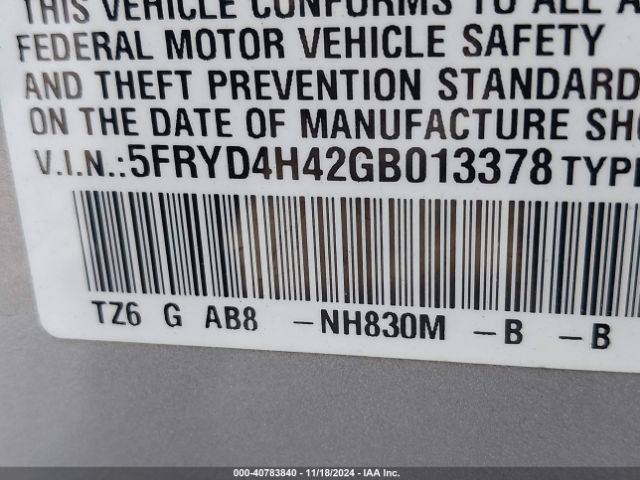 THIS VEHICLE CONFORMS TO ALL A
FEDERAL MOTOR VEHICLE SAFETY
AND THEFT PREVENTION STANDARD
ON THE DATE OF MANUFACTURE SH
V.I.N.: 5FRYD4H42GB013378 TYPE
TZ6 G AB8 -NH830M -B -B
000-40783840 - 11/18/2024 - IAA Inc.